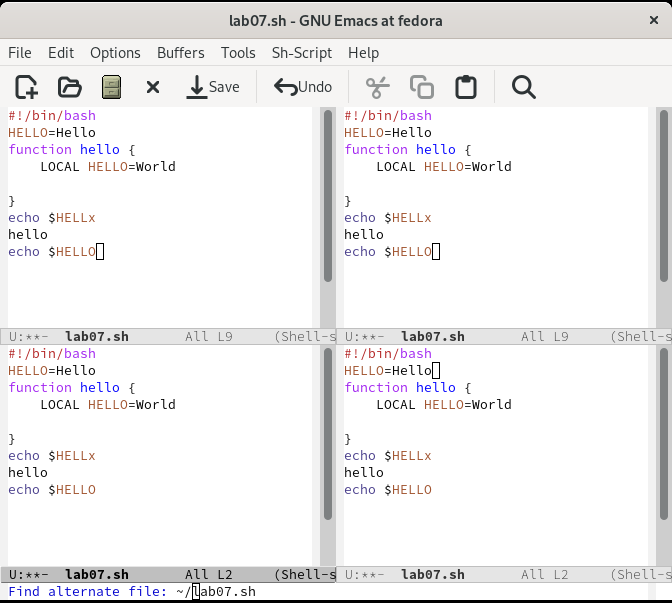 lab07.sh - GNU Emacs at fedora
File Edit Options Buffers Tools Sh-Script Help
Save Undo
#!/bin/bash
HELLO=Hello
function hello {
    LOCAL HELLO=World

}
echo $HELLx
hello
echo $HELLO
U:**-  lab07.sh       All L9     (Shell-s
#!/bin/bash
HELLO=Hello
function hello {
    LOCAL HELLO=World

}
echo $HELLx
hello
echo $HELLO
U:**-  lab07.sh       All L9     (Shell-s
#!/bin/bash
HELLO=Hello
function hello {
    LOCAL HELLO=World

}
echo $HELLx
hello
echo $HELLO
U:**-  lab07.sh       All L2     (Shell-s
#!/bin/bash
HELLO=Hello
function hello {
    LOCAL HELLO=World

}
echo $HELLx
hello
echo $HELLO
U:**-  lab07.sh       All L2     (Shell-s
Find alternate file: ~/lab07.sh